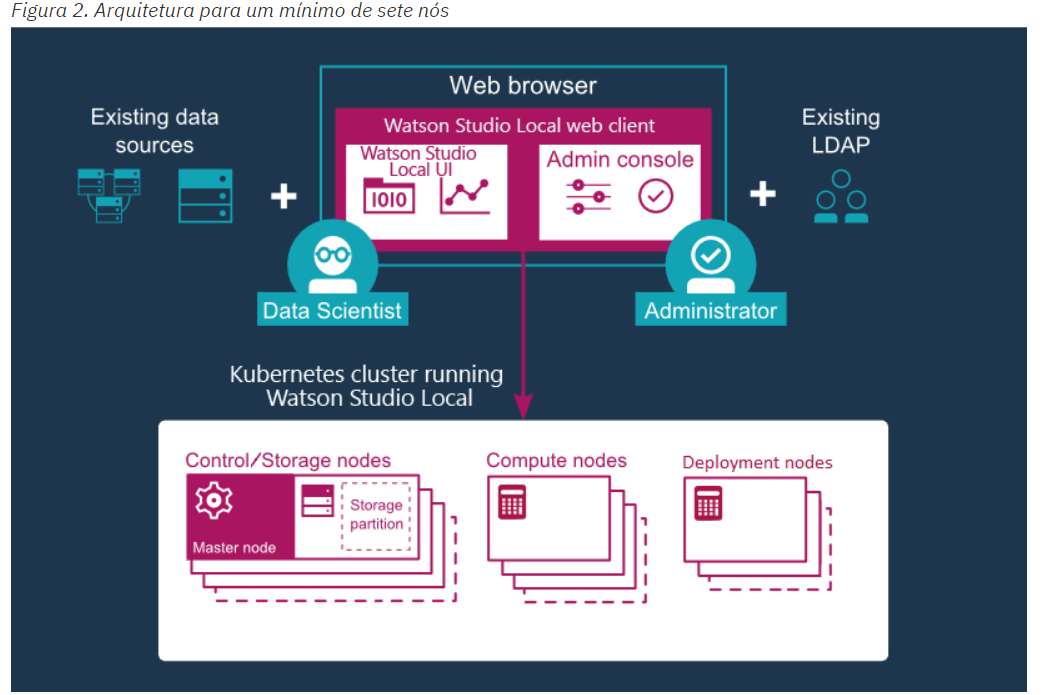 Figura 2. Arquitetura para um mínimo de sete nós
Web browser
Existing data
sources
Watson Studio Local web client
Existing
LDAP
Watson Studio
Local UI
1010
Admin console
Data Scientist
Administrator
Kubernetes cluster running
Watson Studio Local
Control/Storage nodes
Compute nodes
Deployment nodes
Storage
partition
Master node